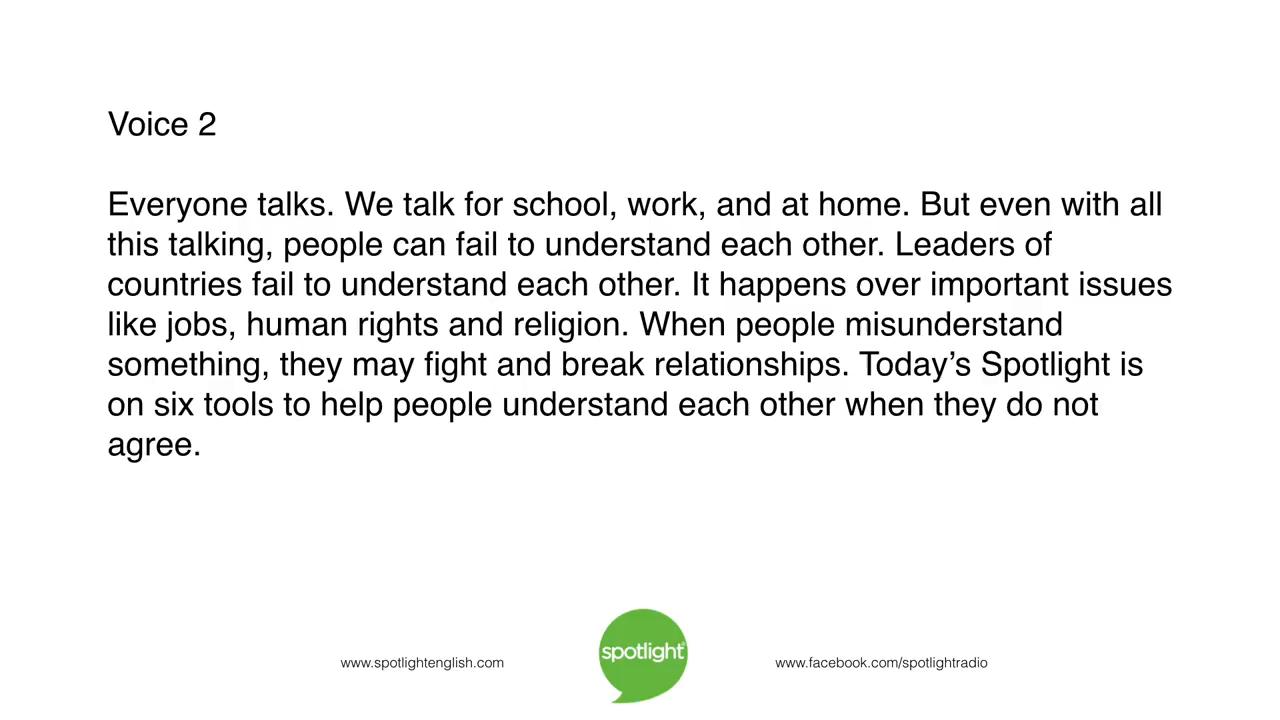 Voice 2
Everyone talks. We talk for school, work, and at home. But even with all
this talking, people can fail to understand each other. Leaders of
countries fail to understand each other. It happens over important issues
like jobs, human rights and religion. When people misunderstand
something, they may fight and break relationships. Today’s Spotlight is
on six tools to help people understand each other when they do not
agree.
www.spotlightenglish.com
spotlight
www.facebook.com/spotlightradio